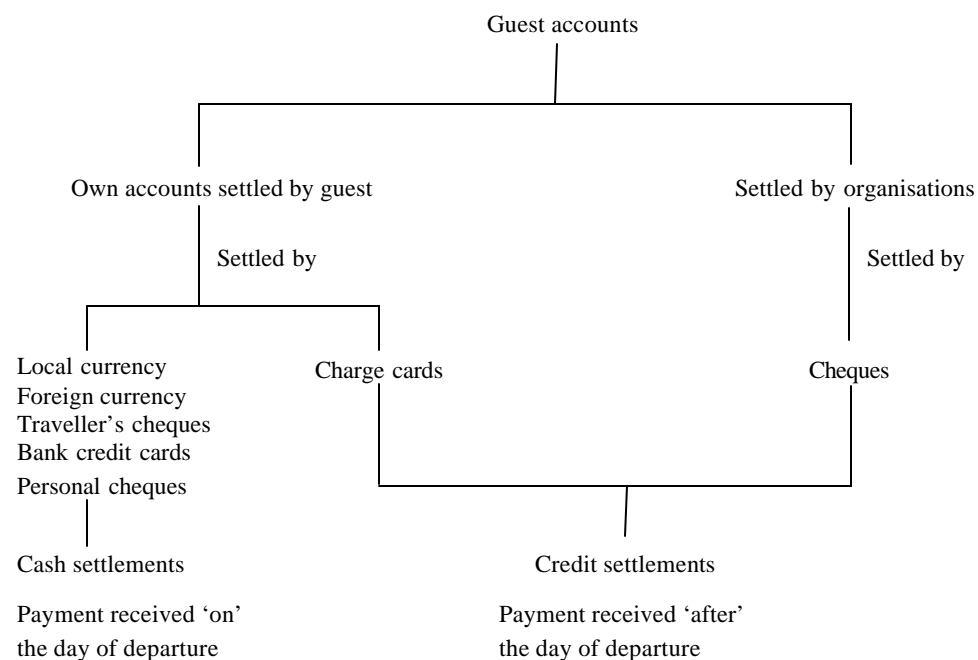 Guest accounts
Own accounts settled by guest
Settled by organisations
Settled by
Settled by
Local currency
Foreign currency
Traveller's cheques
Bank credit cards
Personal cheques
Charge cards
Cheques
Cash settlements
Payment received ‘on’
the day of departure
Credit settlements
Payment received ‘after’
the day of departure